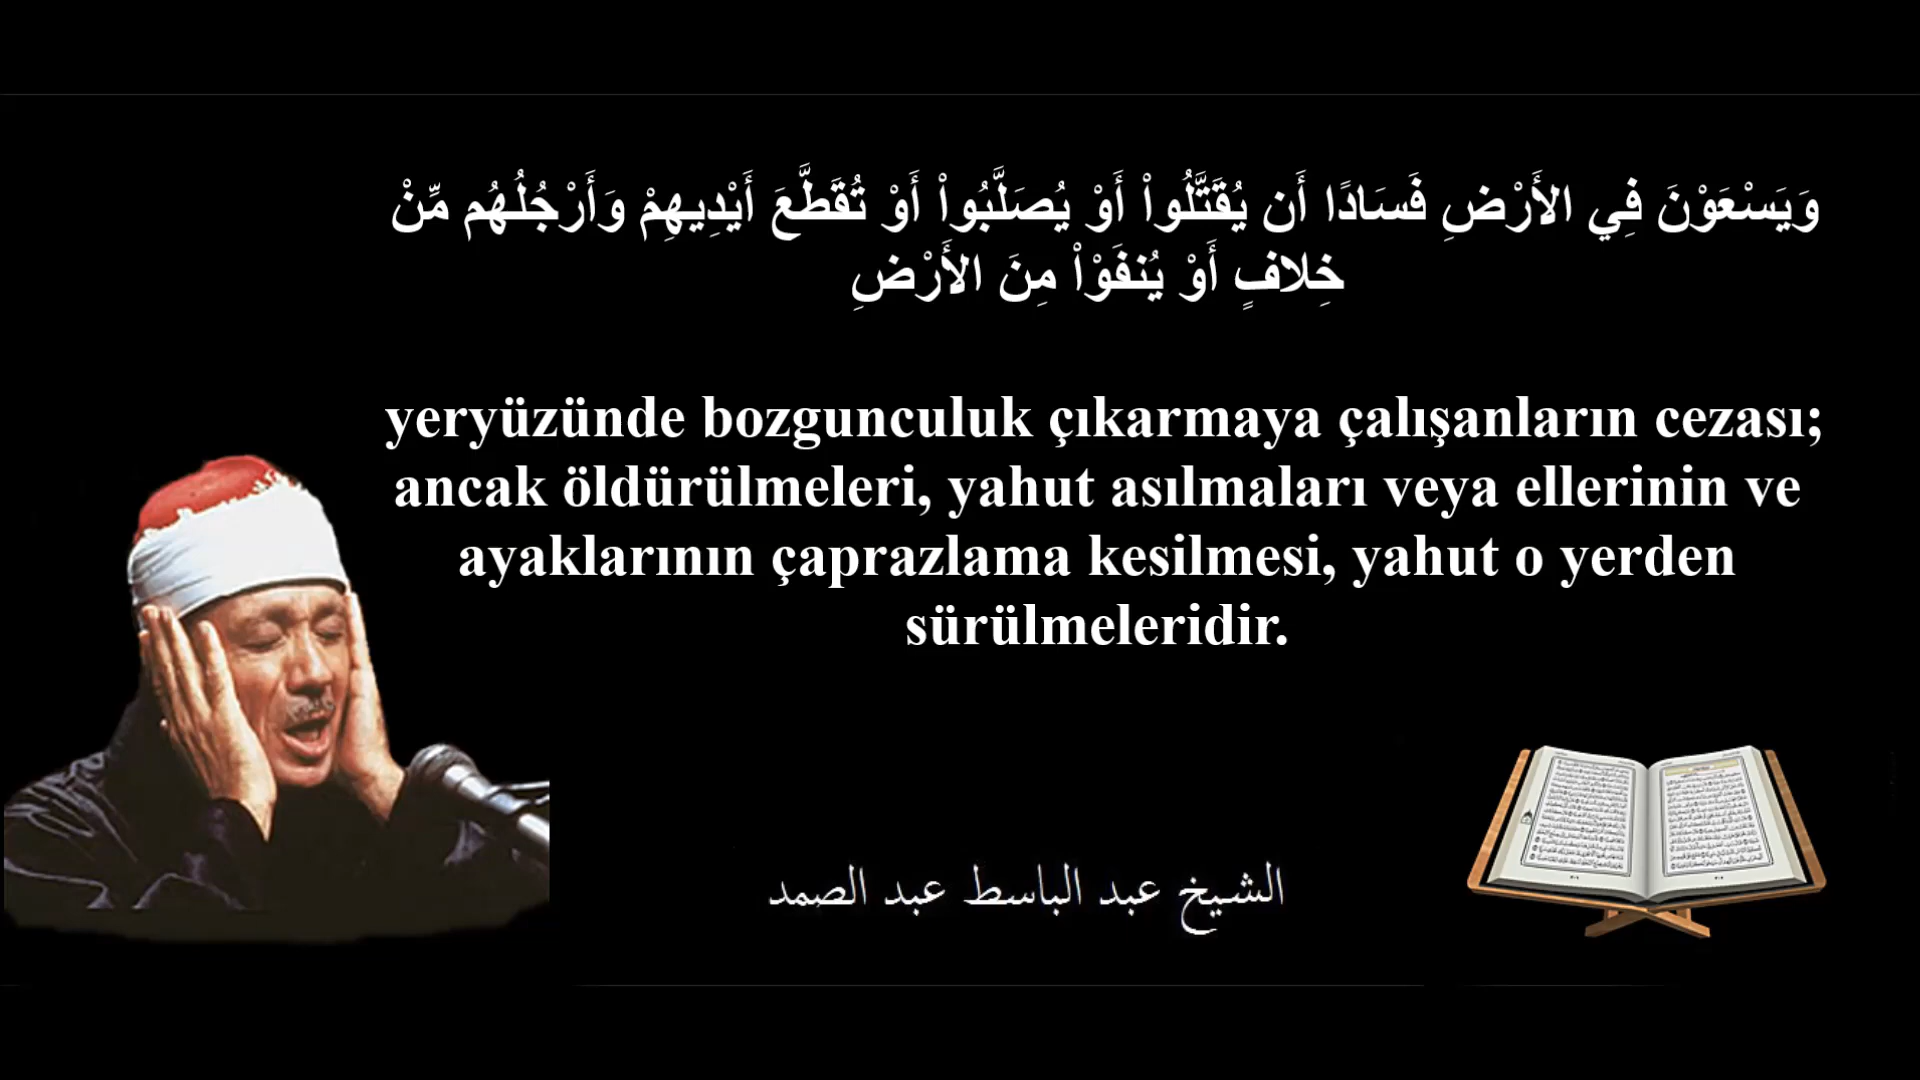 وَيَسْعَوْنَ فِي الأَرْضِ فَسَادًا أَن يُقَتَّلُواْ أَوْ يُصَلَّبُواْ أَوْ تُقَطَّعَ أَيْدِيهِمْ وَأَرْجُلُهُم مِّنْ
خِلافٍ أَوْ يُنفَوْاْ مِنَ الأَرْضِ
yeryüzünde bozgunculuk çıkarmaya çalışanların cezası;
ancak öldürülmeleri, yahut asılmaları veya ellerinin ve
ayaklarının çaprazlama kesilmesi, yahut o yerden
sürülmeleridir.
الشيخ عبد الباسط عبد الصمد